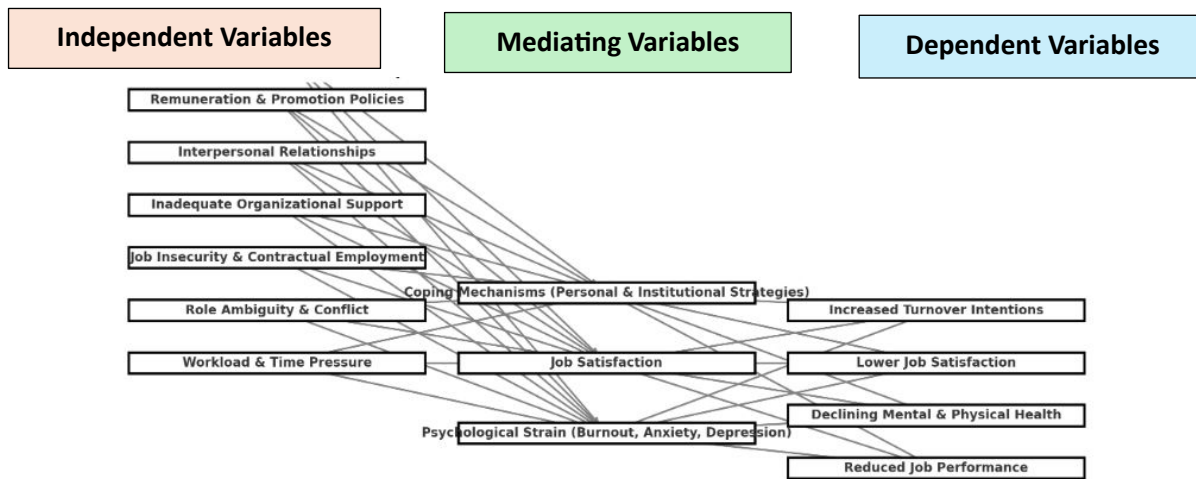 Independent Variables
Mediating Variables
Dependent Variables
Remuneration & Promotion Policies
Interpersonal Relationships
Inadequate Organizational Support
Job Insecurity & Contractual Employment
Role Ambiguity & Conflict
Workload & Time Pressure
Coping Mechanisms (Personal & Institutional Strategies)
Job Satisfaction
Psychological Strain (Burnout, Anxiety, Depression)
Increased Turnover Intentions
Lower Job Satisfaction
Declining Mental & Physical Health
Reduced Job Performance